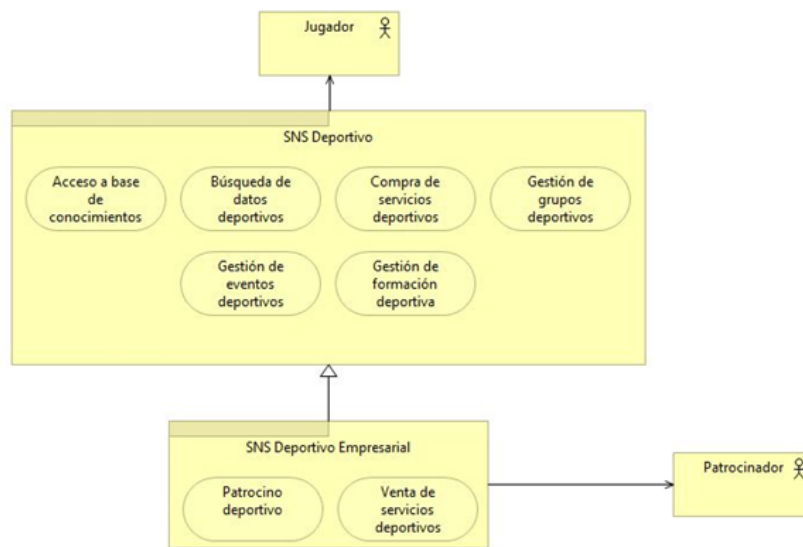 Jugador
SNS Deportivo
Acceso a base
de
conocimientos
Búsqueda de
datos
deportivos
Compra de
servicios
deportivos
Gestión de
grupos
deportivos
Gestión de
eventos
deportivos
Gestión de
formación
deportiva
SNS Deportivo Empresarial
Patrocino
deportivo
Venta de
servicios
deportivos
Patrocinador